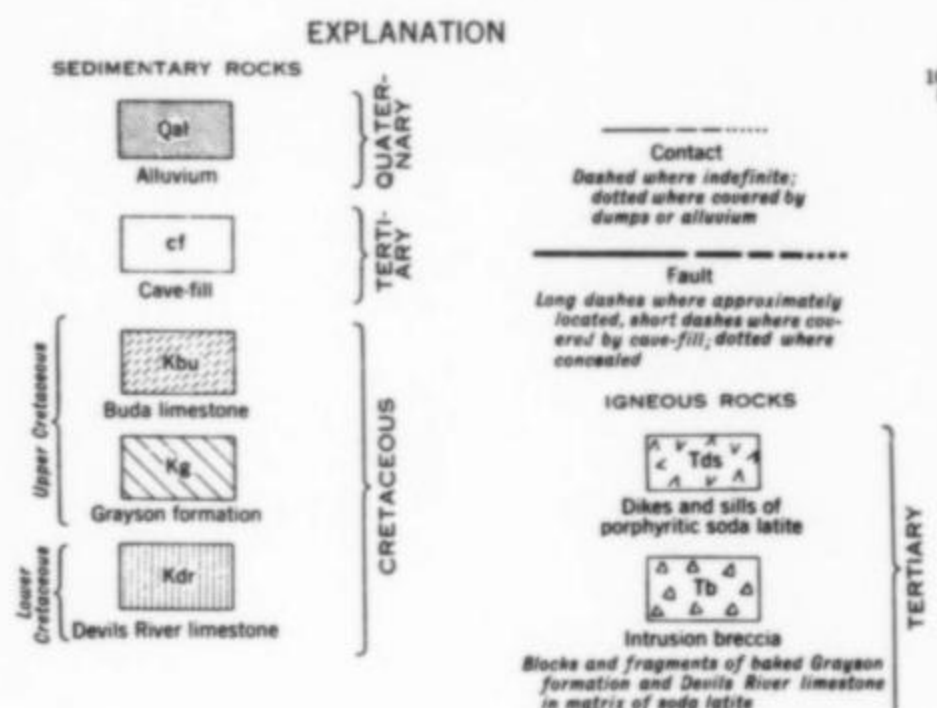 EXPLANATION
SEDIMENTARY ROCKS
Qal
Alluvium
QUATER-
NARY
cf
Cave-fill
TERTI-
ARY
Upper Cretaceous
Kbu
Buda limestone
Kg
Grayson formation
Lower
Cretaceous
Kdr
Devils River limestone
CRETACEOUS
Contact
Dashed where indefinite;
dotted where covered by
dumps or alluvium
Fault
Long dashes where approximately
located, short dashes where cov-
ered by cave-fill; dotted where
concealed
IGNEOUS ROCKS
Tds
Dikes and sills of
porphyritic soda latite
Tb
Intrusion breccia
Blocks and fragments of baked Grayson
formation and Devils River limestone
in matrix of soda latite
TERTIARY